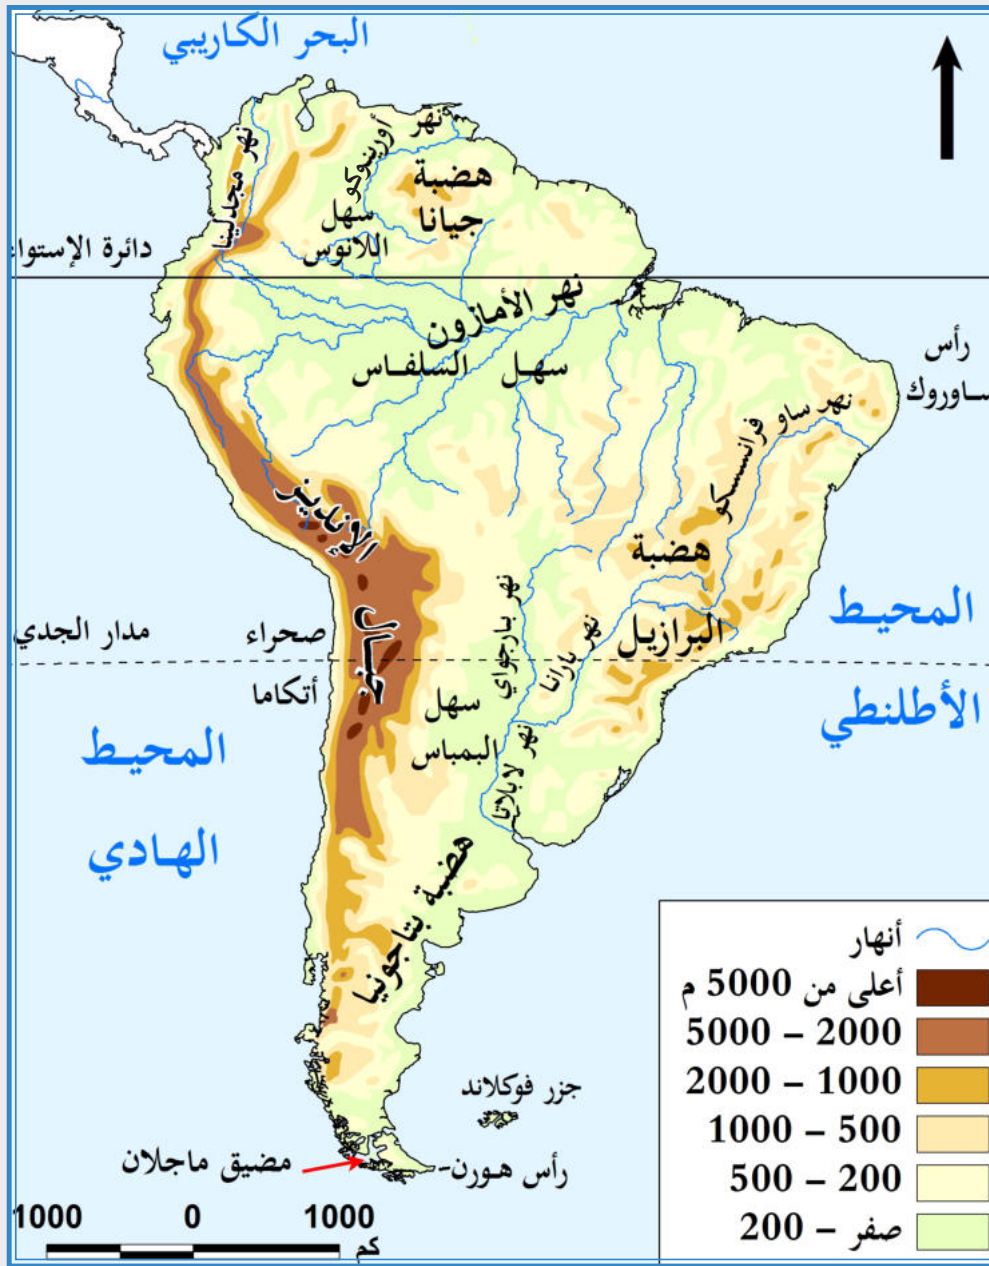 البحر الكاريبي
نهر مجدلينا
نهر أورينوكو
هضبة
جيانا
سهل
اللانوس
دائرة الإستواء
نهر الأمازون
سهل السلفاس
رأس
ساوروك
نهر ساو فرانسسكو
جبال الإنديز
هضبة
البرازيل
المحيط
الأطلنطي
مدار الجدي
صحراء
أتكاما
نهر بارجواي
نهر بارانا
سهل
البمباس
نهر لابلاتا
المحيط
الهادي
هضبة بتاجونيا
جزر فوكلاند
مضيق ماجلان
رأس هورن
أنهار
أعلى من 5000 م
2000 – 5000
1000 – 2000
500 – 1000
200 – 500
صفر – 200
1000 0 1000
كم